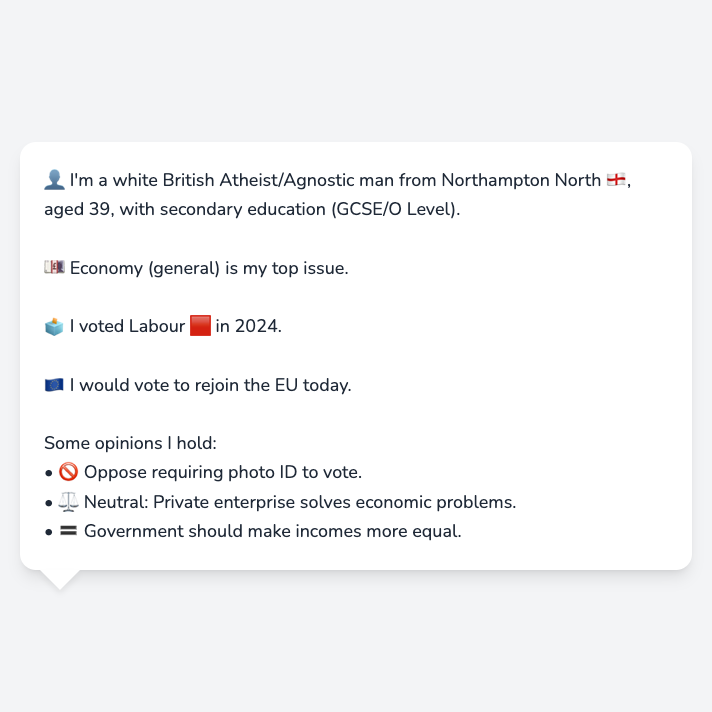 👤 I'm a white British Atheist/Agnostic man from Northampton North 🏴󠁧󠁢󠁥󠁮󠁧󠁿,
aged 39, with secondary education (GCSE/O Level).
💷 Economy (general) is my top issue.
🗳️ I voted Labour 🟥 in 2024.
🇪🇺 I would vote to rejoin the EU today.
Some opinions I hold:
• 🚫 Oppose requiring photo ID to vote.
• ⚖️ Neutral: Private enterprise solves economic problems.
• 🟰 Government should make incomes more equal.